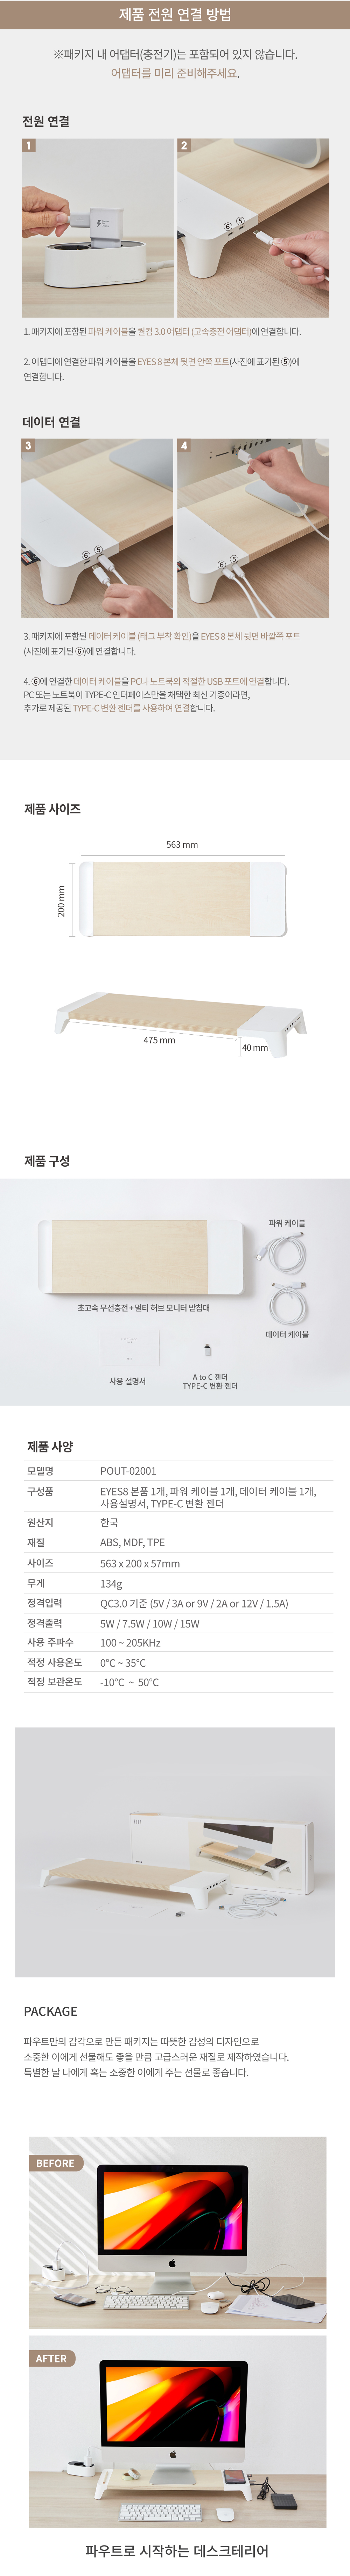 제품 전원 연결 방법
※패키지 내 어댑터(충전기)는 포함되어 있지 않습니다.
어댑터를 미리 준비해주세요.
전원 연결
1
2
⑥ ⑤
1. 패키지에 포함된 파워 케이블을 퀄컴 3.0 어댑터 (고속충전 어댑터)에 연결합니다.
2. 어댑터에 연결한 파워 케이블을 EYES 8 본체 뒷면 안쪽 포트(사진에 표기된 ⑤)에
연결합니다.
데이터 연결
3
4
⑥ ⑤
⑥ ⑤
3. 패키지에 포함된 데이터 케이블 (태그 부착 확인)을 EYES 8 본체 뒷면 바깥쪽 포트
(사진에 표기된 ⑥)에 연결합니다.
4. ⑥에 연결한 데이터 케이블을 PC나 노트북의 적절한 USB 포트에 연결합니다.
PC 또는 노트북이 TYPE-C 인터페이스만을 채택한 최신 기종이라면,
추가로 제공된 TYPE-C 변환 젠더를 사용하여 연결합니다.
제품 사이즈
563 mm
200 mm
475 mm
40 mm
제품 구성
파워 케이블
초고속 무선충전 + 멀티 허브 모니터 받침대
데이터 케이블
사용 설명서
A to C 젠더
TYPE-C 변환 젠더
제품 사양
모델명 POUT-02001
구성품 EYES8 본품 1개, 파워 케이블 1개, 데이터 케이블 1개,
사용설명서, TYPE-C 변환 젠더
원산지 한국
재질 ABS, MDF, TPE
사이즈 563 x 200 x 57mm
무게 134g
정격입력 QC3.0 기준 (5V / 3A or 9V / 2A or 12V / 1.5A)
정격출력 5W / 7.5W / 10W / 15W
사용 주파수 100 ~ 205KHz
적정 사용온도 0°C ~ 35°C
적정 보관온도 -10°C ~ 50°C
PACKAGE
파우트만의 감각으로 만든 패키지는 따뜻한 감성의 디자인으로
소중한 이에게 선물해도 좋을 만큼 고급스러운 재질로 제작하였습니다.
특별한 날 나에게 혹는 소중한 이에게 주는 선물로 좋습니다.
BEFORE
AFTER
파우트로 시작하는 데스크테리어